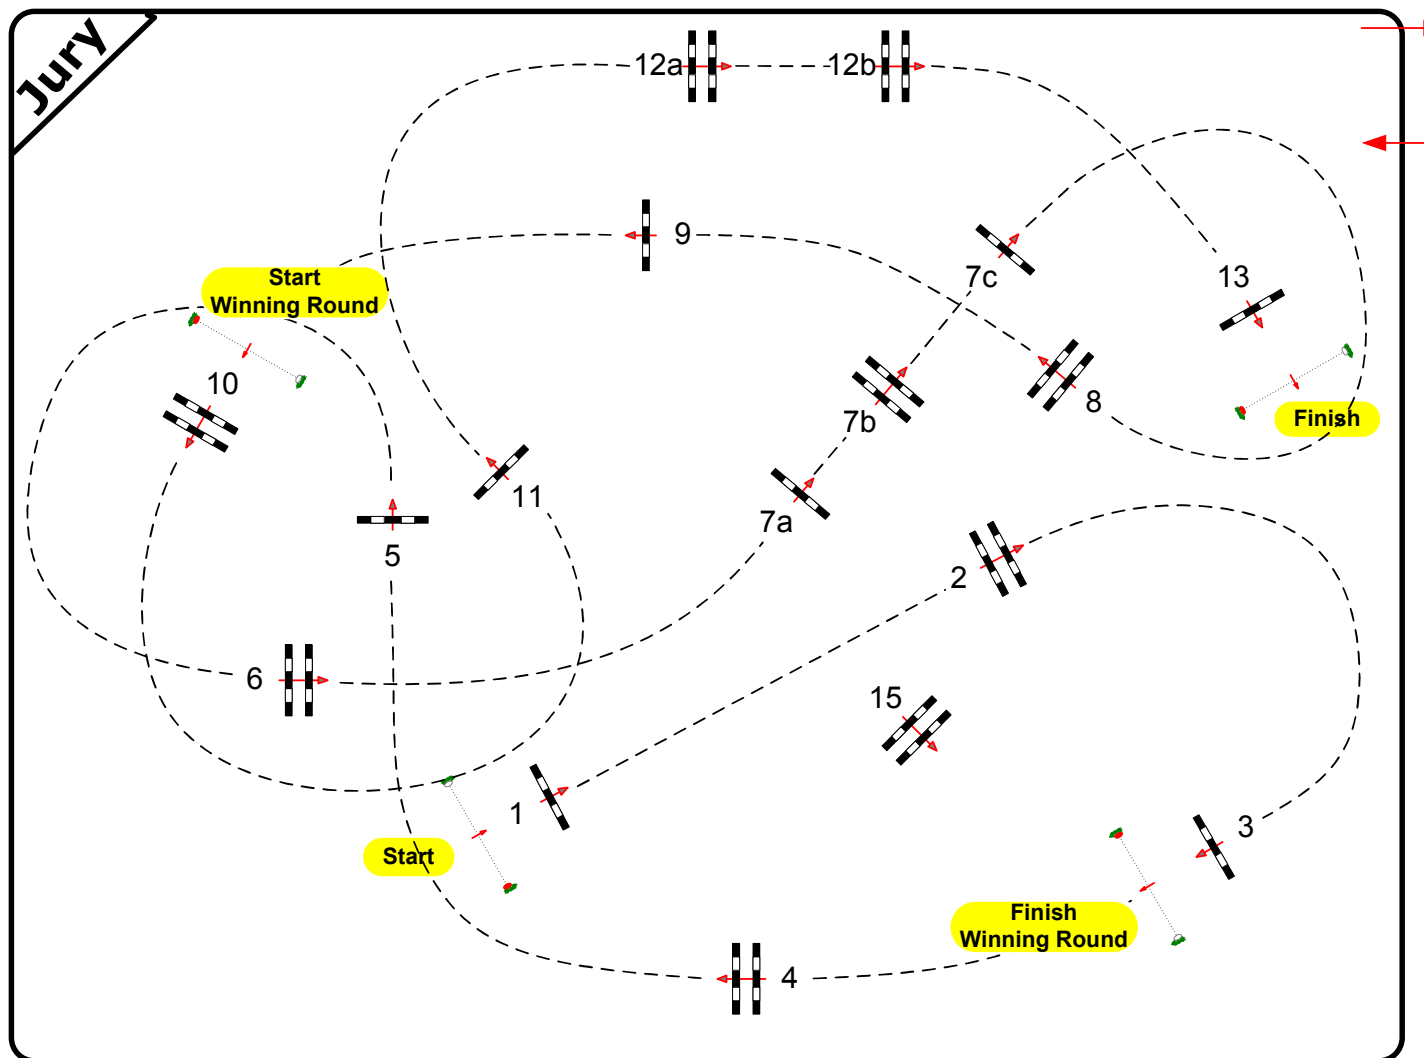 Jury
12a
12b
9
7c
13
Start
Winning Round
10
8
7b
Finish
11
7a
5
2
6
15
1
3
Start
Finish
Winning Round
4